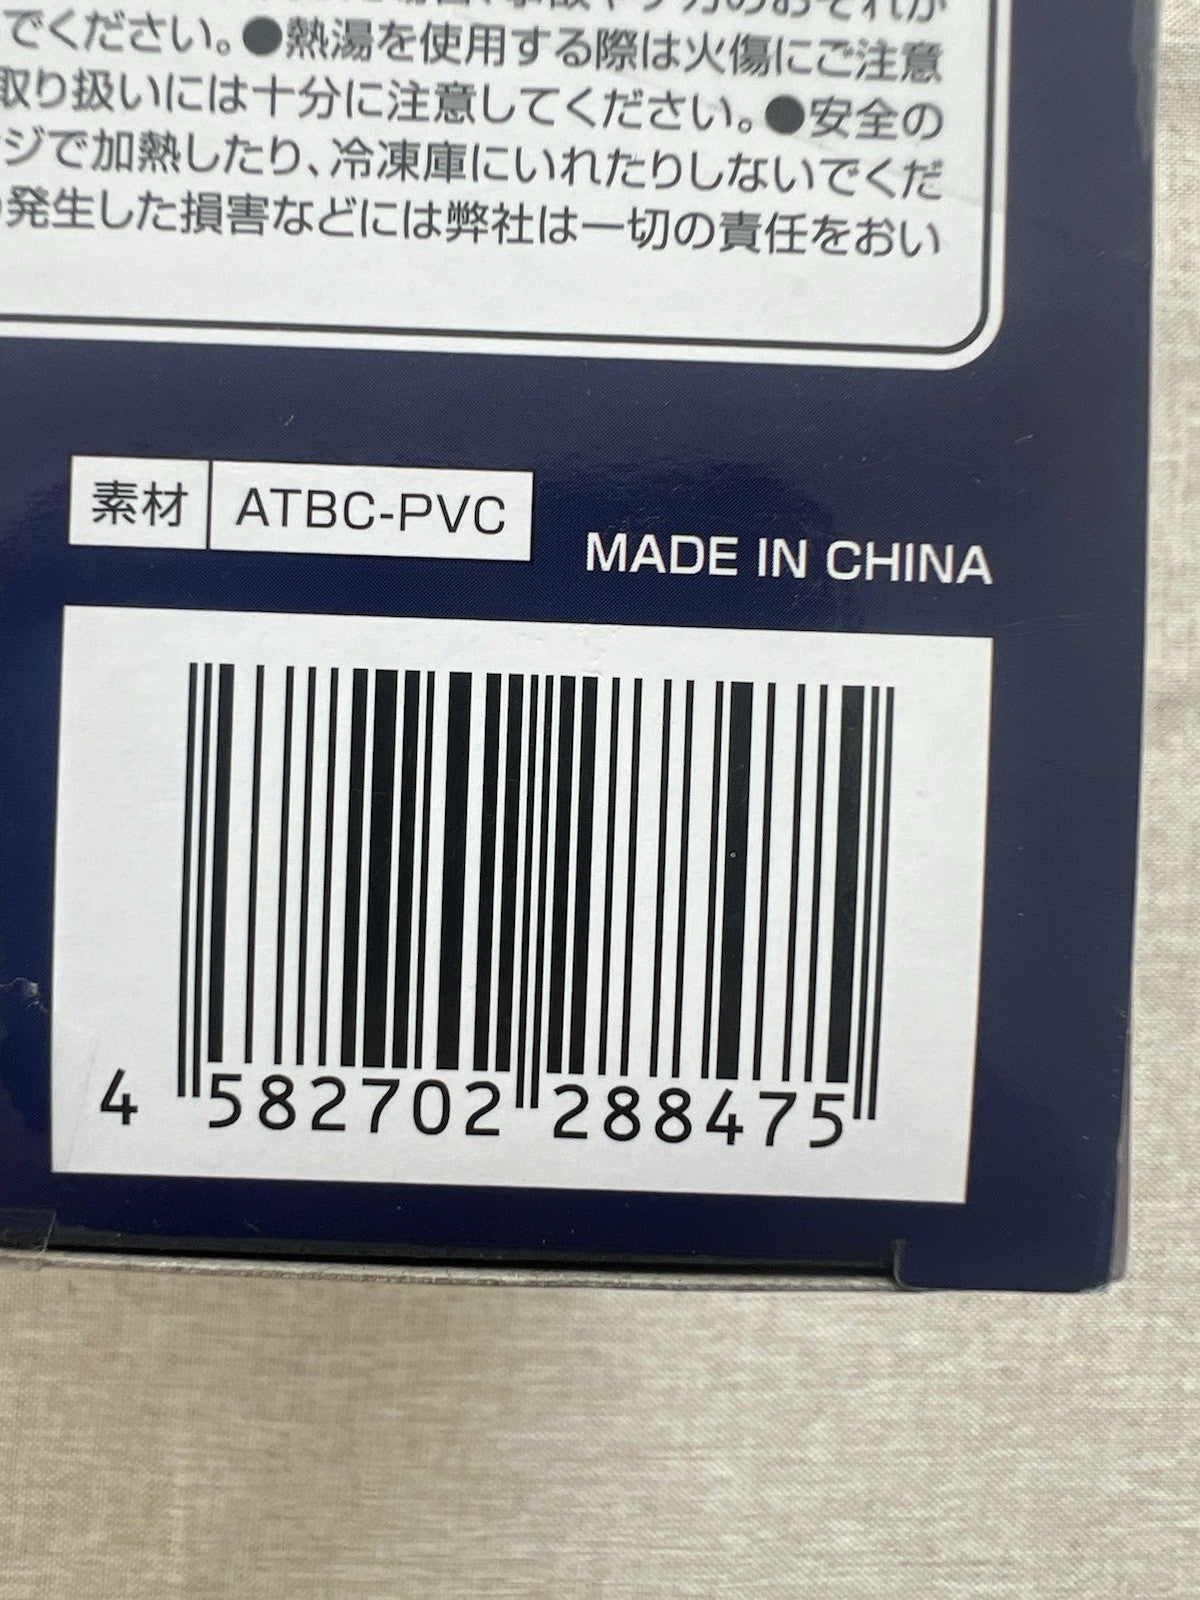 でください。●熱湯を使用する際は火傷にご注意
取り扱いには十分に注意してください。●安全の
ジで加熱したり、冷凍庫にいれたりしないでくだ
発生した損害などには弊社は一切の責任をおい
素材 ATBC-PVC
MADE IN CHINA
4 582702 288475